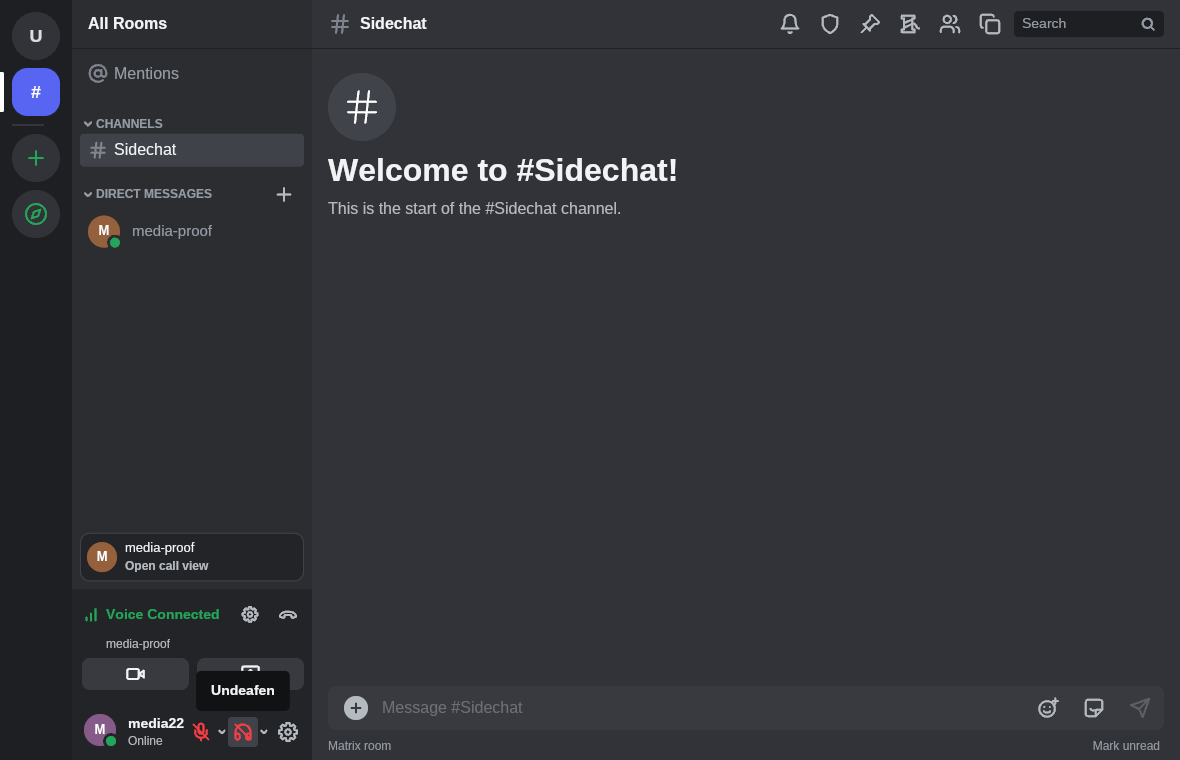 U
#
All Rooms
Mentions
CHANNELS
Sidechat
DIRECT MESSAGES
M
media-proof
M
media-proof
Open call view
Voice Connected
media-proof
Undeafen
M
media22
Online
Sidechat
Search
Welcome to #Sidechat!
This is the start of the #Sidechat channel.
Message #Sidechat
Matrix room
Mark unread